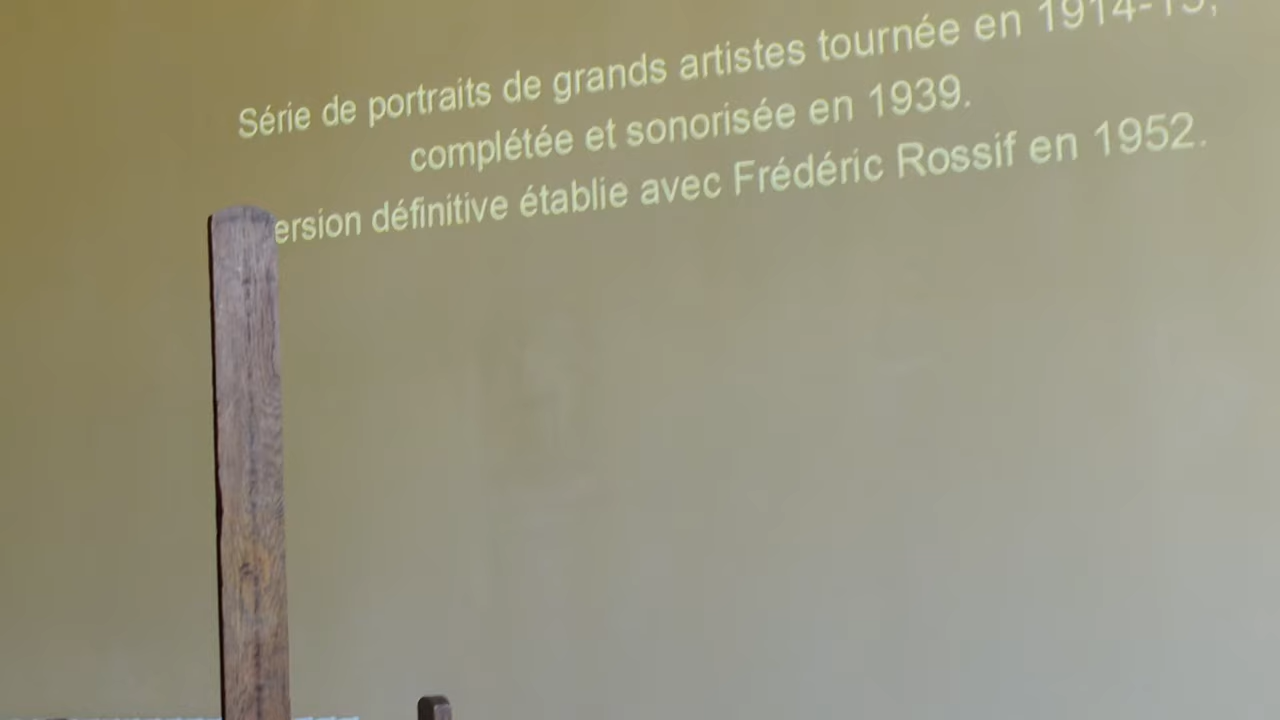 Série de portraits de grands artistes tournée en 1914-15,
complétée et sonorisée en 1939.
ersion définitive établie avec Frédéric Rossif en 1952.